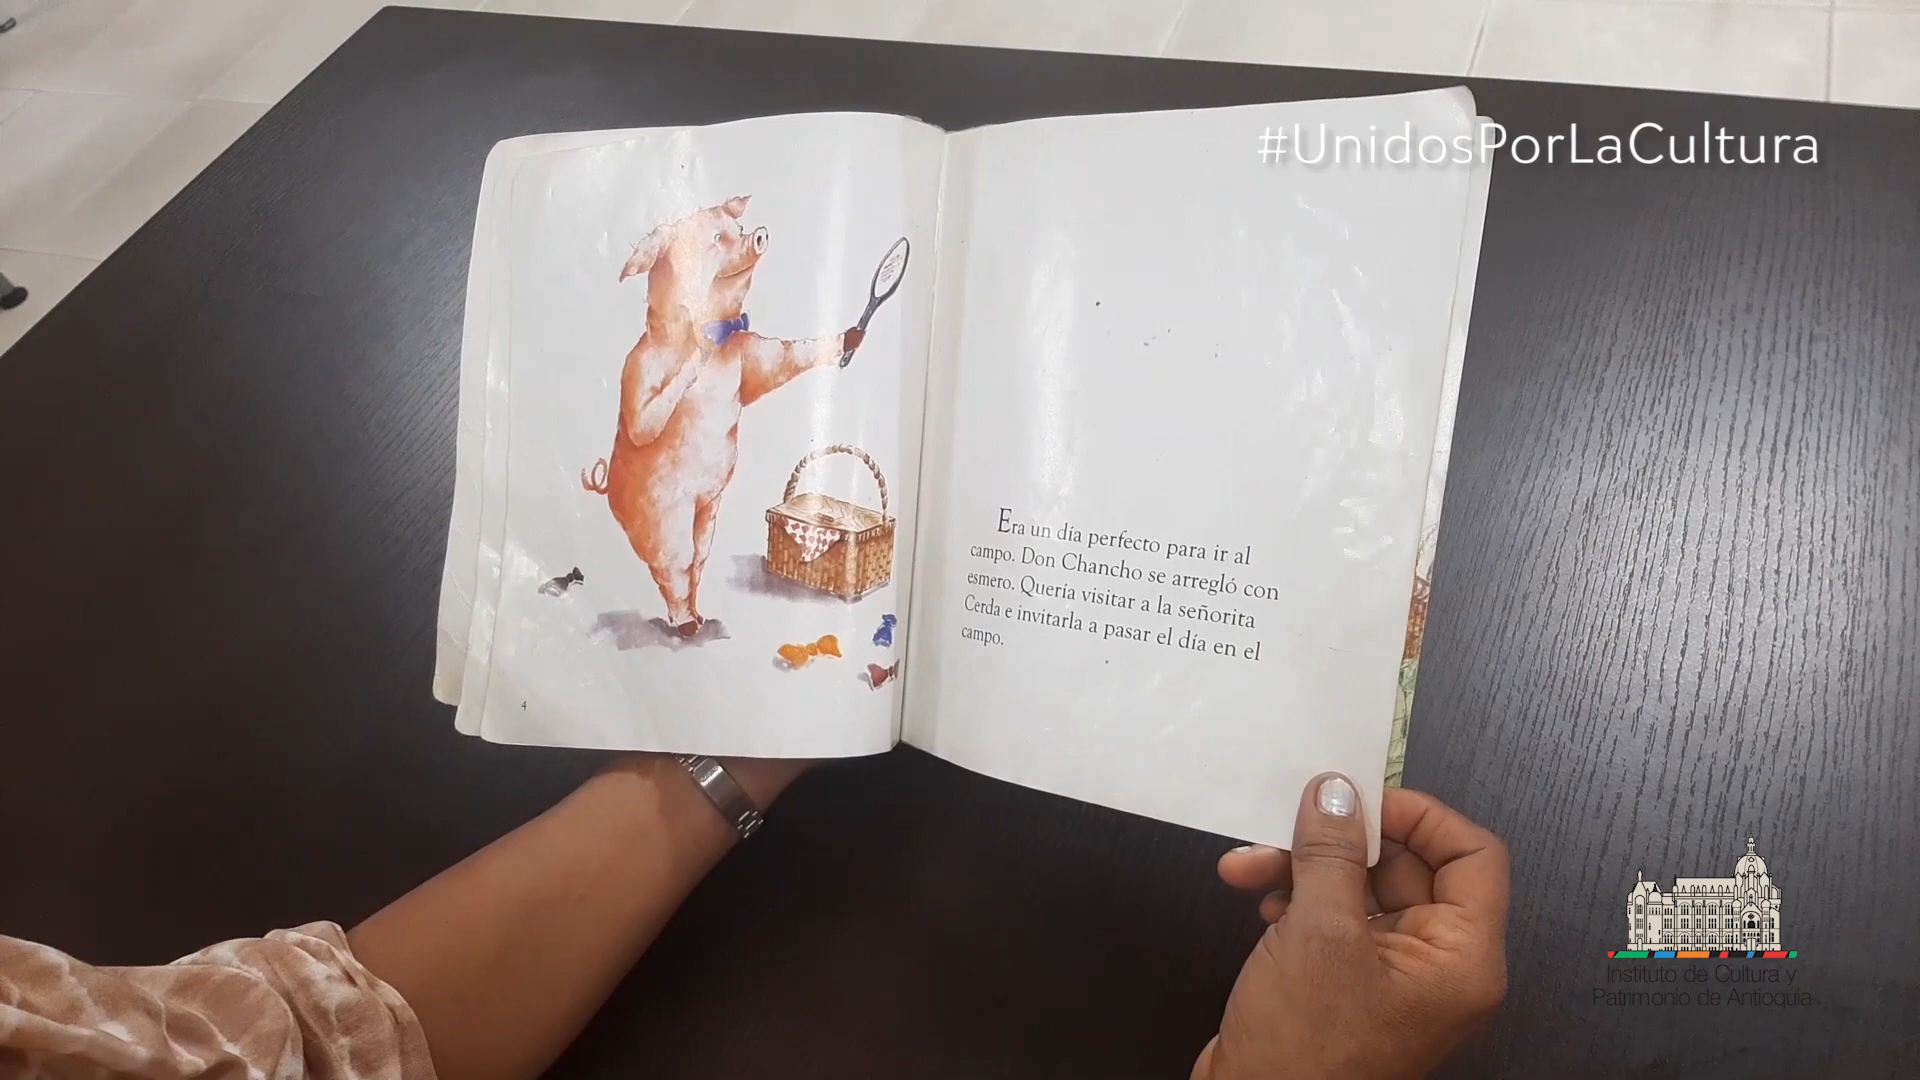 #UnidosPorLaCultura
Era un día perfecto para ir al
campo. Don Chancho se arregló con
esmero. Quería visitar a la señorita
Cerda e invitarla a pasar el día en el
campo.
4
Instituto de Cultura y
Patrimonio de Antioquia